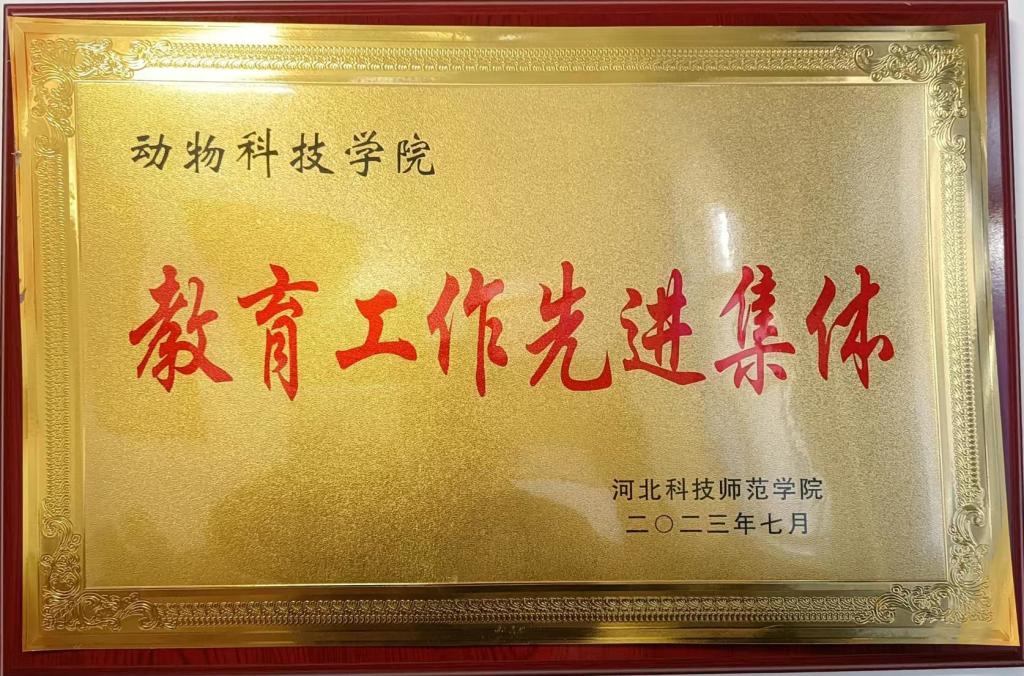 动物科技学院
教育工作先进集体
河北科技师范学院
二〇二三年七月